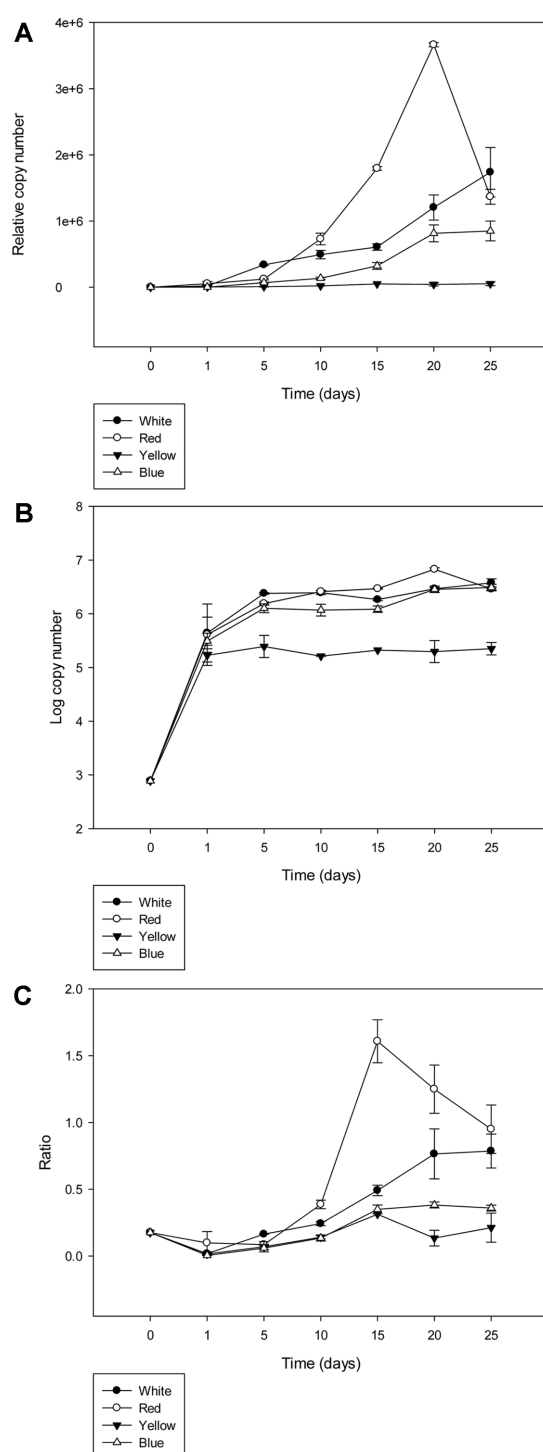 A
4e+6
3e+6
2e+6
1e+6
0
Relative copy number
0 1 5 10 15 20 25
Time (days)
White
Red
Yellow
Blue
B
8
7
6
5
4
3
2
Log copy number
0 1 5 10 15 20 25
Time (days)
White
Red
Yellow
Blue
C
2.0
1.5
1.0
0.5
0.0
Ratio
0 1 5 10 15 20 25
Time (days)
White
Red
Yellow
Blue